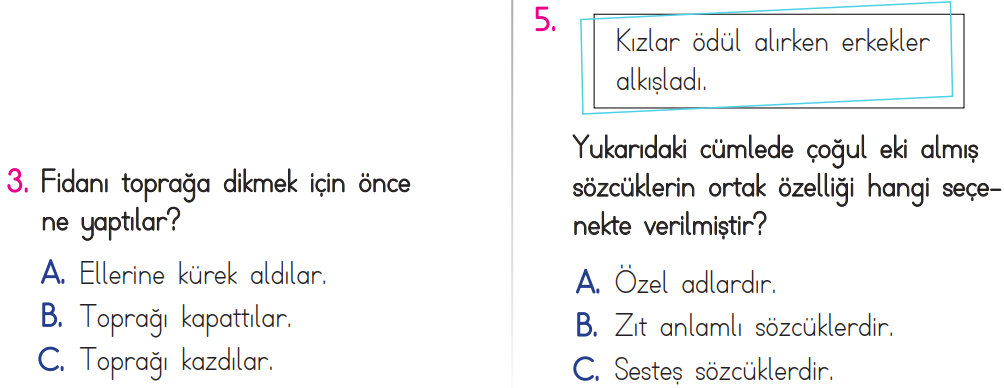 3. Fidanı toprağa dikmek için önce
ne yaptılar?
A. Ellerine kürek aldılar.
B. Toprağı kapattılar.
C. Toprağı kazdılar.
5.
Kızlar ödül alırken erkekler
alkışladı.
Yukarıdaki cümlede çoğul eki almış
sözcüklerin ortak özelliği hangi seçe-
nekte verilmiştir?
A. Özel adlardır.
B. Zıt anlamlı sözcüklerdir.
C. Sesteş sözcüklerdir.